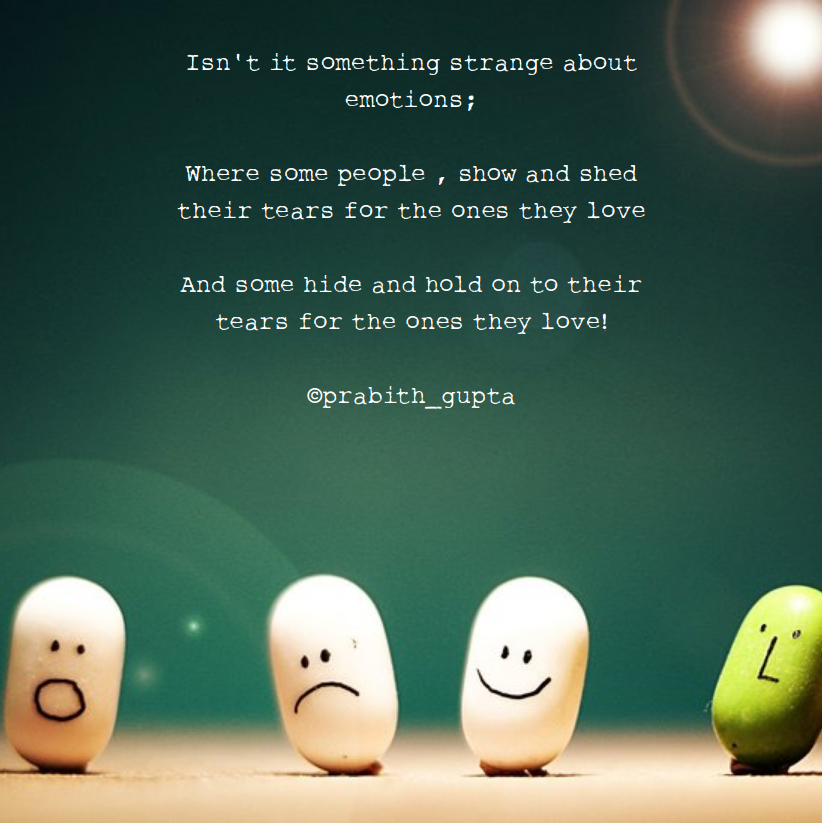 Isn't it something strange about
emotions;
Where some people , show and shed
their tears for the ones they love
And some hide and hold on to their
tears for the ones they love!
©prabith_gupta